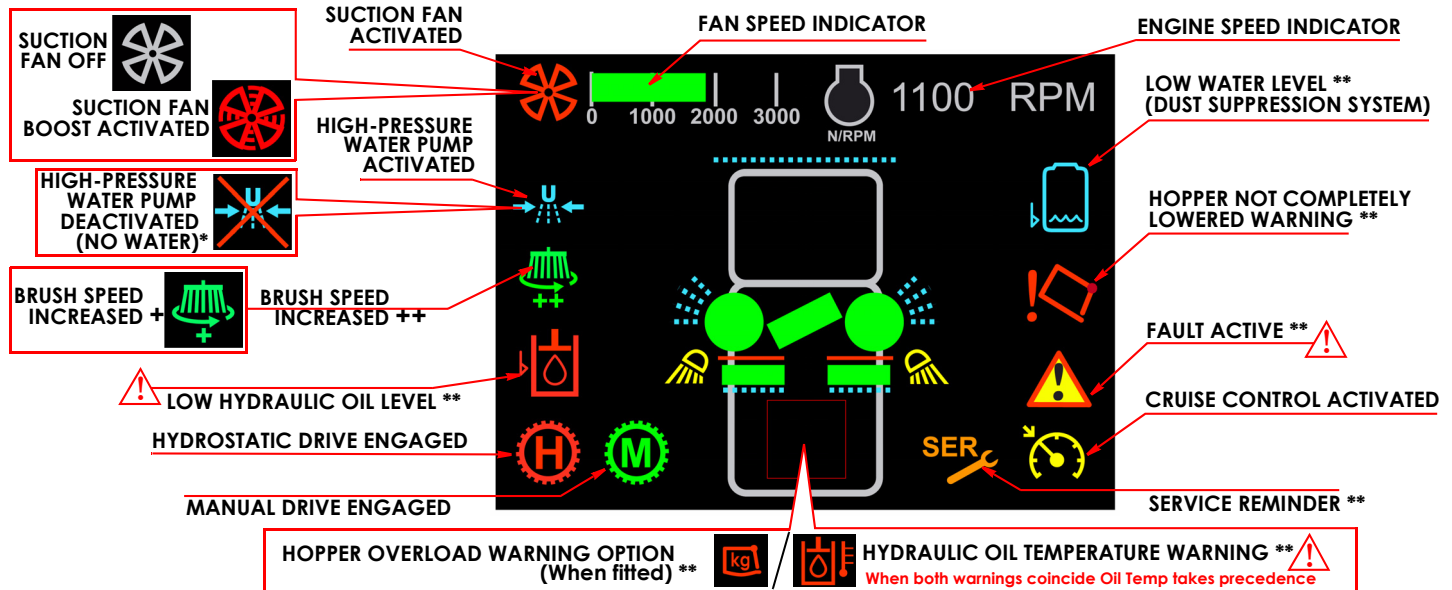 SUCTION
FAN OFF
SUCTION FAN
BOOST ACTIVATED
SUCTION FAN
ACTIVATED
FAN SPEED INDICATOR
ENGINE SPEED INDICATOR
0 1000 2000 3000
N/RPM
1100 RPM
LOW WATER LEVEL **
(DUST SUPPRESSION SYSTEM)
HIGH-PRESSURE
WATER PUMP
ACTIVATED
HIGH-PRESSURE
WATER PUMP
DEACTIVATED
(NO WATER)*
U
U
HOPPER NOT COMPLETELY
LOWERED WARNING **
!
BRUSH SPEED
INCREASED +
+
BRUSH SPEED
INCREASED ++
++
FAULT ACTIVE **
!
!
!
LOW HYDRAULIC OIL LEVEL **
CRUISE CONTROL ACTIVATED
HYDROSTATIC DRIVE ENGAGED
H
M
SER
MANUAL DRIVE ENGAGED
SERVICE REMINDER **
HOPPER OVERLOAD WARNING OPTION
(When fitted) **
kg
/
HYDRAULIC OIL TEMPERATURE WARNING **
!
When both warnings coincide Oil Temp takes precedence